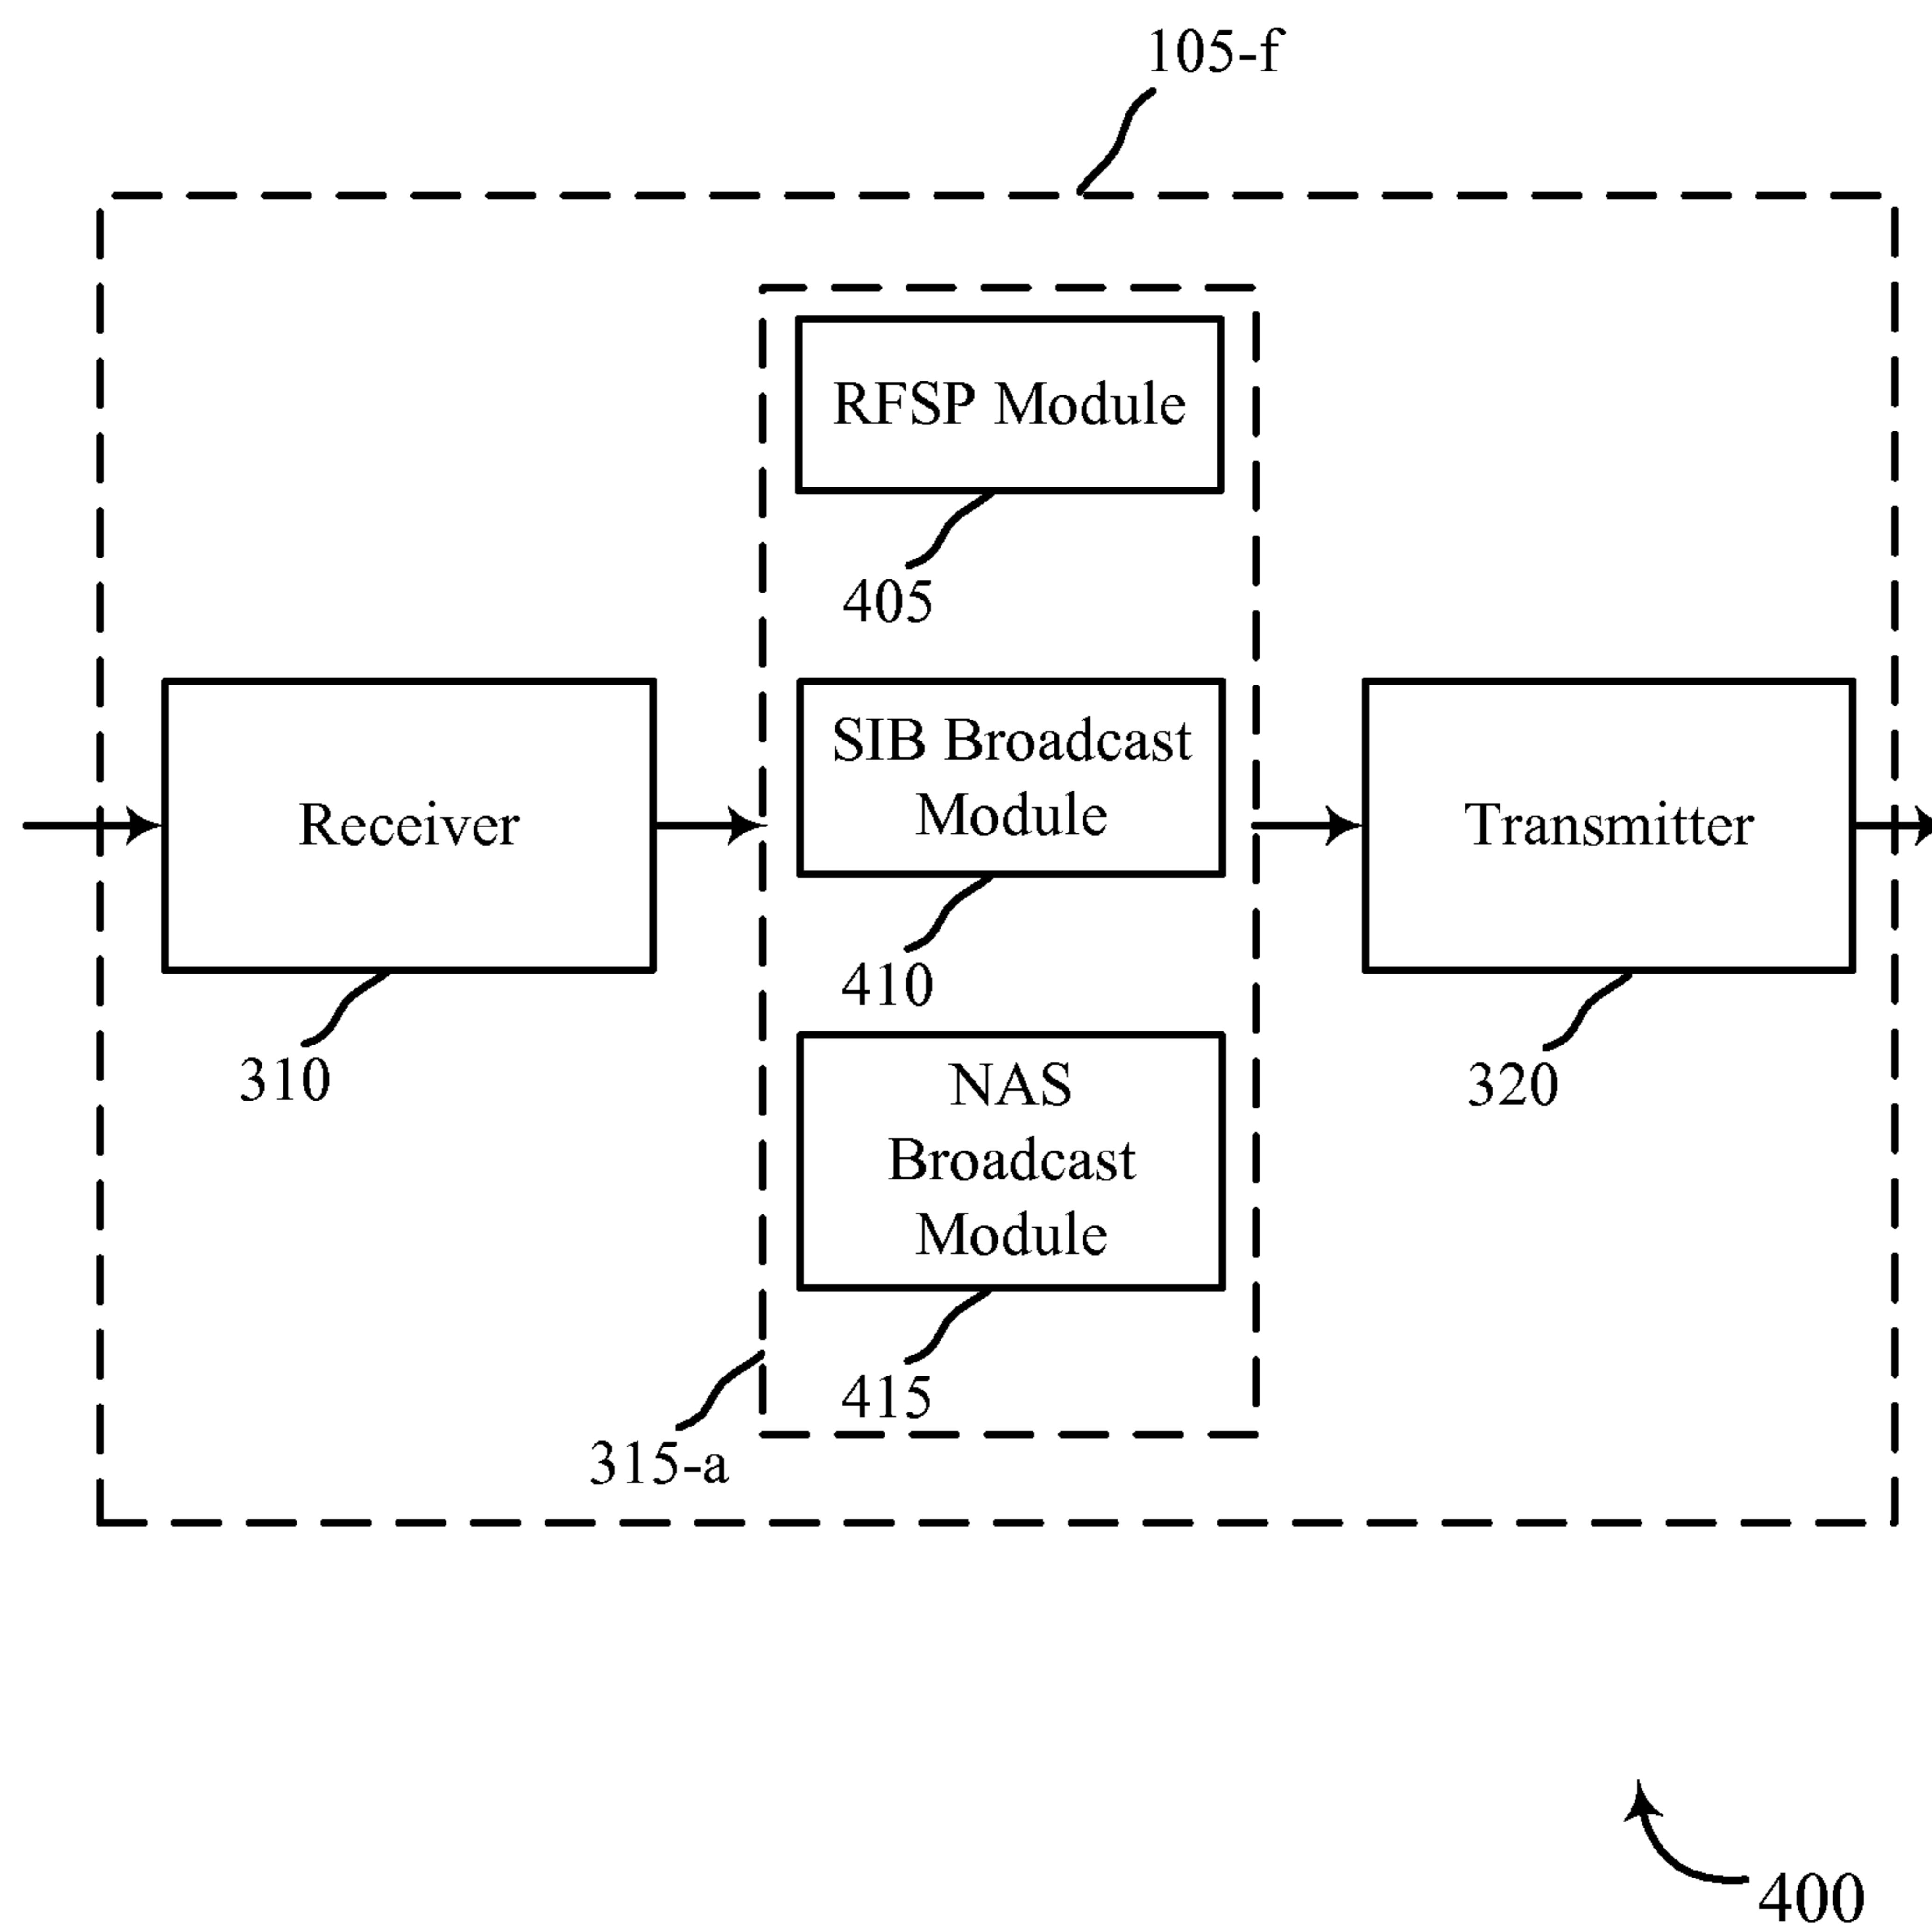 105-f
RFSP Module
405
Receiver
310
SIB Broadcast
Module
410
Transmitter
320
NAS
Broadcast
Module
415
315-a
400